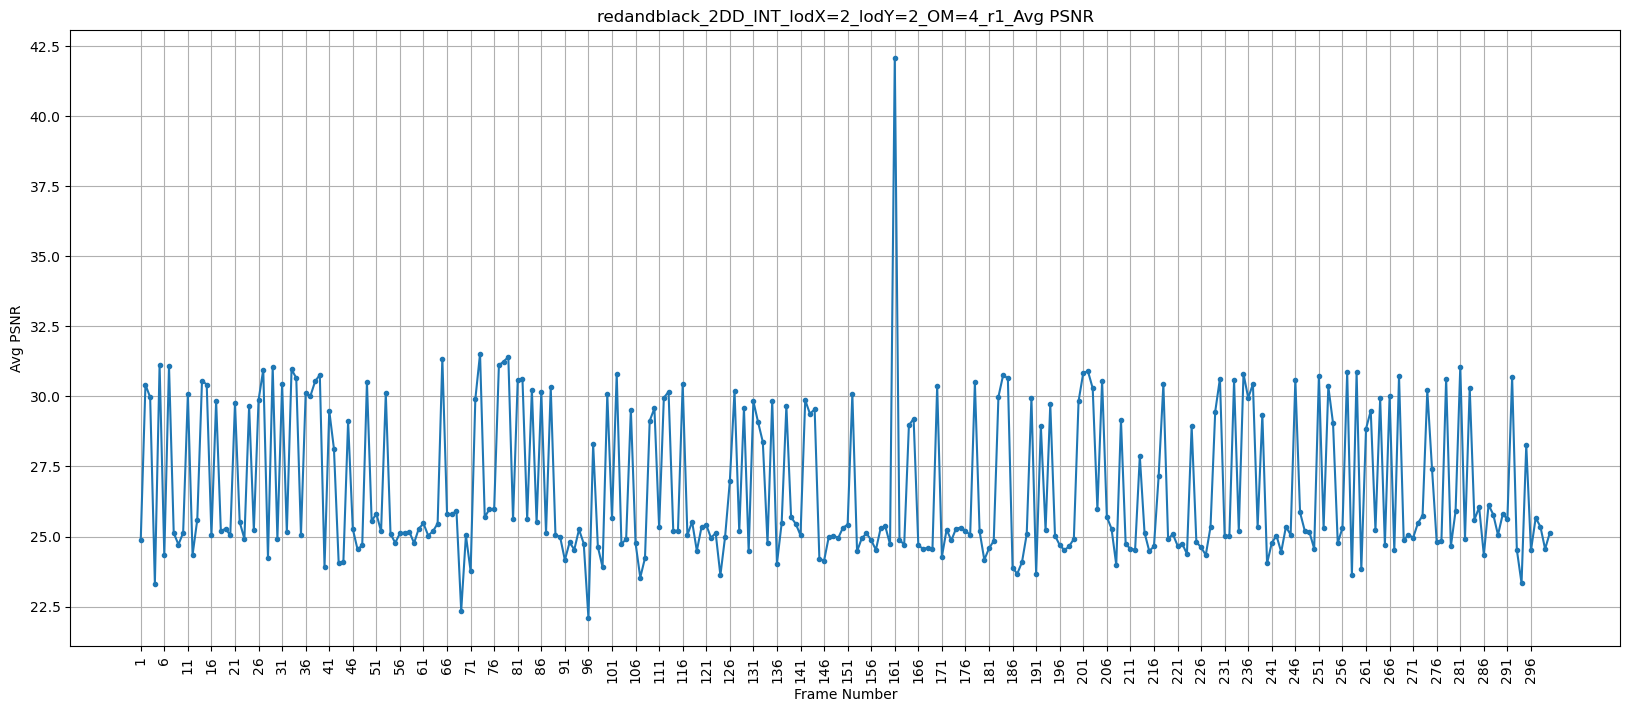 redandblack_2DD_INT_lodX=2_lodY=2_OM=4_r1_Avg PSNR
42.5
40.0
37.5
35.0
32.5
30.0
27.5
25.0
22.5
Avg PSNR
1 6 11 16 21 26 31 36 41 46 51 56 61 66 71 76 81 86 91 96 101 106 111 116 121 126 131 136 141 146 151 156 161 166 171 176 181 186 191 196 201 206 211 216 221 226 231 236 241 246 251 256 261 266 271 276 281 286 291 296
Frame Number